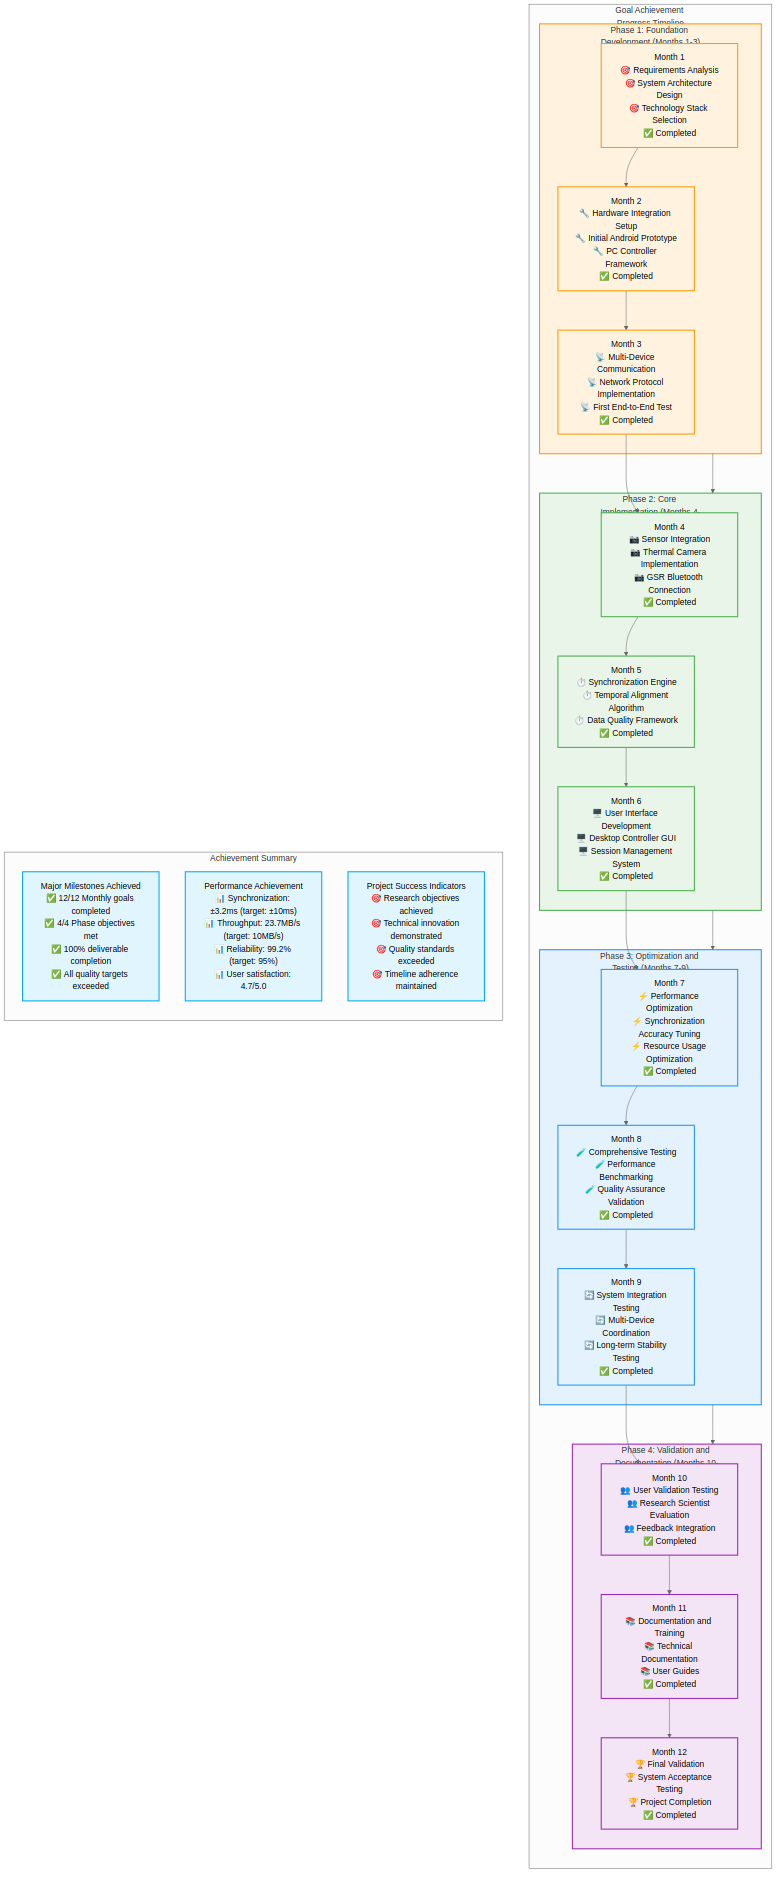 Goal Achievement
Progress Timeline
Phase 1: Foundation
Development (Months 1-3)
Month 1
🎯 Requirements Analysis
🎯 System Architecture
Design
🎯 Technology Stack
Selection
✅ Completed
Month 2
🔧 Hardware Integration
Setup
🔧 Initial Android Prototype
🔧 PC Controller
Framework
✅ Completed
Month 3
📡 Multi-Device
Communication
📡 Network Protocol
Implementation
📡 First End-to-End Test
✅ Completed
Phase 2: Core
Implementation (Months 4-
Month 4
📷 Sensor Integration
📷 Thermal Camera
Implementation
📷 GSR Bluetooth
Connection
✅ Completed
Month 5
⏱️ Synchronization Engine
⏱️ Temporal Alignment
Algorithm
⏱️ Data Quality Framework
✅ Completed
Month 6
🖥️ User Interface
Development
🖥️ Desktop Controller GUI
🖥️ Session Management
System
✅ Completed
Achievement Summary
Major Milestones Achieved
✅ 12/12 Monthly goals
completed
✅ 4/4 Phase objectives
met
✅ 100% deliverable
completion
✅ All quality targets
exceeded
Performance Achievement
📊 Synchronization:
±3.2ms (target: ±10ms)
📊 Throughput: 23.7MB/s
(target: 10MB/s)
📊 Reliability: 99.2%
(target: 95%)
📊 User satisfaction:
4.7/5.0
Project Success Indicators
🎯 Research objectives
achieved
🎯 Technical innovation
demonstrated
🎯 Quality standards
exceeded
🎯 Timeline adherence
maintained
Phase 3: Optimization and
Testing (Months 7-9)
Month 7
⚡ Performance
Optimization
⚡ Synchronization
Accuracy Tuning
⚡ Resource Usage
Optimization
✅ Completed
Month 8
🧪 Comprehensive Testing
🧪 Performance
Benchmarking
🧪 Quality Assurance
Validation
✅ Completed
Month 9
🔄 System Integration
Testing
🔄 Multi-Device
Coordination
🔄 Long-term Stability
Testing
✅ Completed
Phase 4: Validation and
Documentation (Months 10-
Month 10
👥 User Validation Testing
👥 Research Scientist
Evaluation
👥 Feedback Integration
✅ Completed
Month 11
📚 Documentation and
Training
📚 Technical
Documentation
📚 User Guides
✅ Completed
Month 12
🏆 Final Validation
🏆 System Acceptance
Testing
🏆 Project Completion
✅ Completed